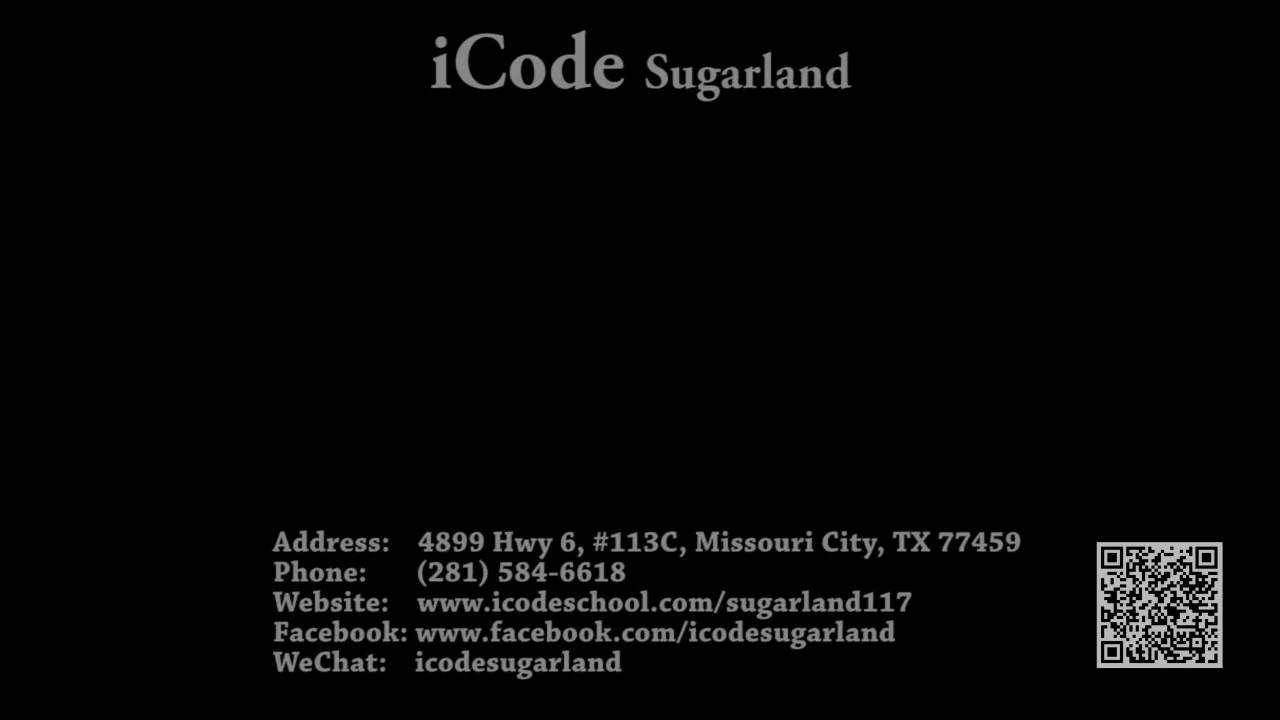 iCode Sugarland
Address: 4899 Hwy 6, #113C, Missouri City, TX 77459
Phone: (281) 584-6618
Website: www.icodeschool.com/sugarland117
Facebook: www.facebook.com/icodesugarland
WeChat: icodesugarland